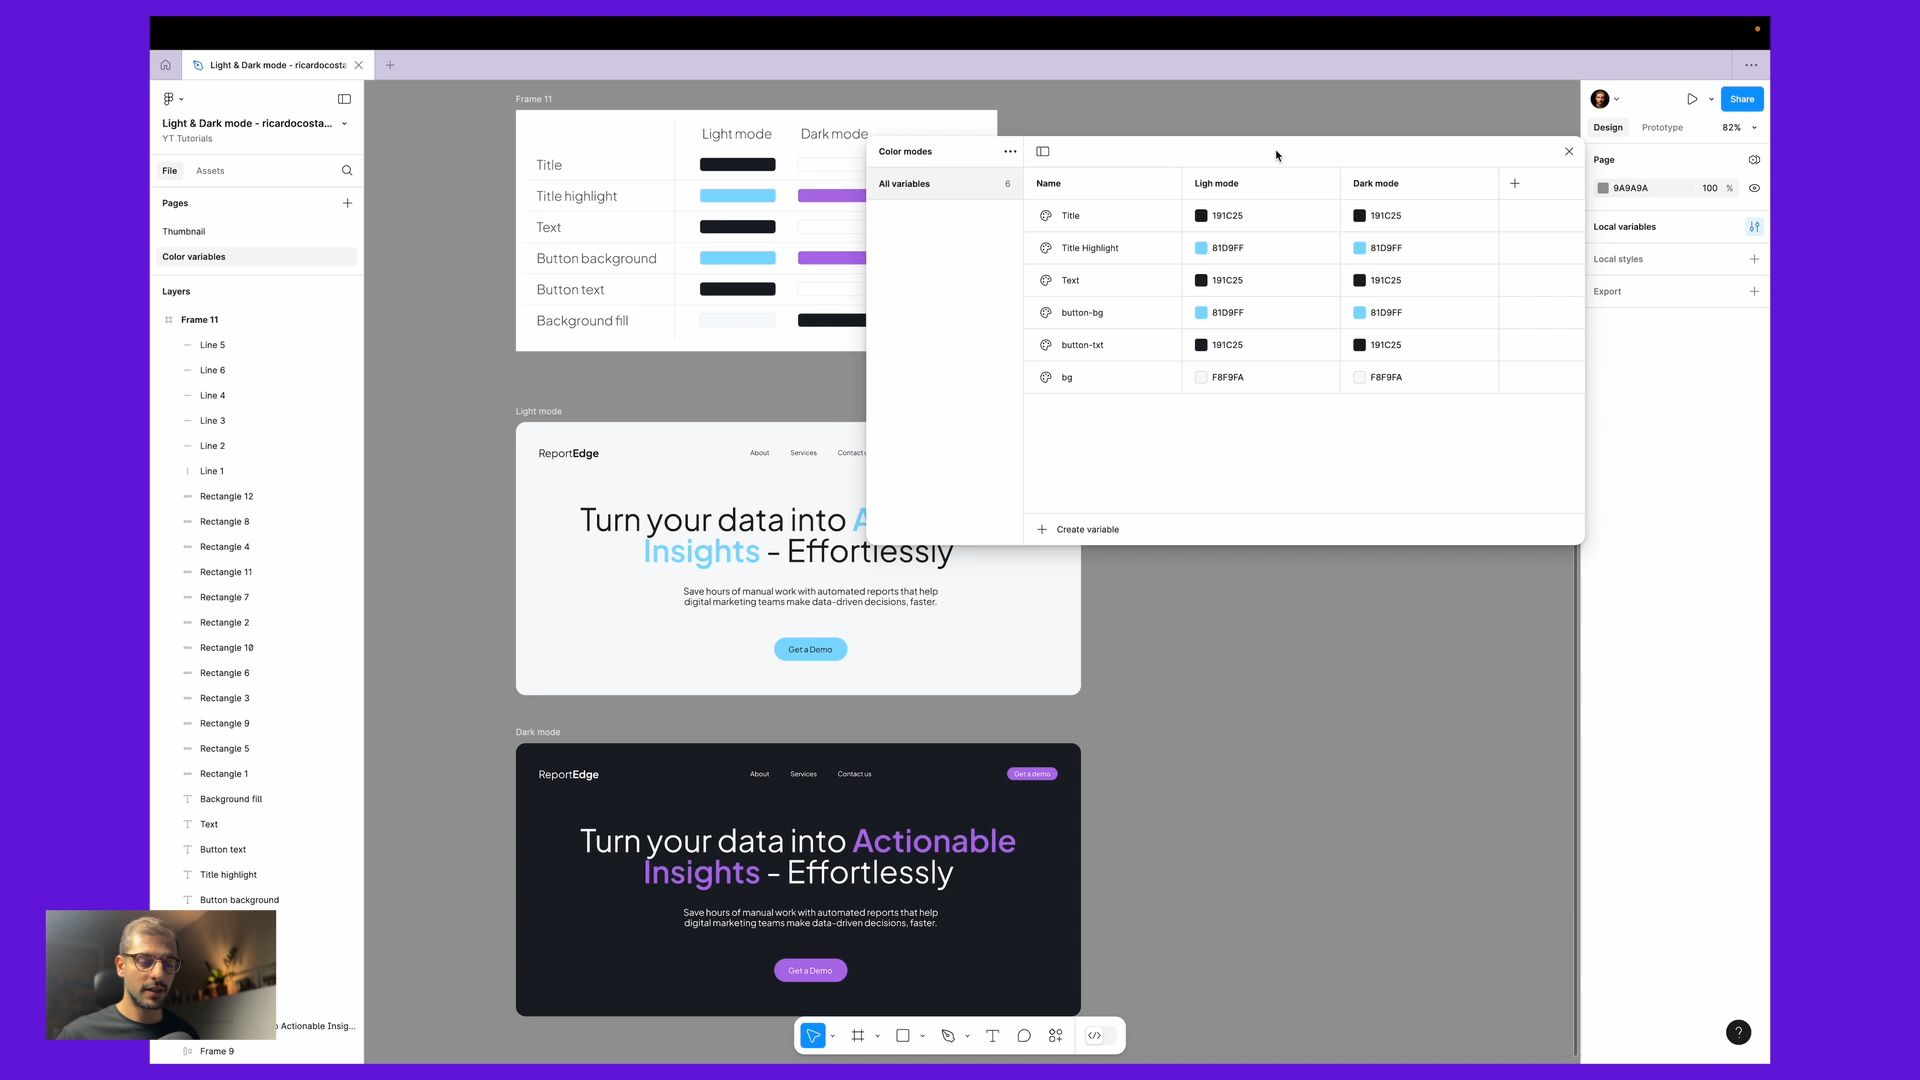 Light & Dark mode - ricardocosta
Light & Dark mode - ricardocosta...
YT Tutorials
File
Assets
Pages
Thumbnail
Color variables
Layers
Frame 11
Line 5
Line 6
Line 4
Line 3
Line 2
Line 1
Rectangle 12
Rectangle 8
Rectangle 4
Rectangle 11
Rectangle 7
Rectangle 2
Rectangle 10
Rectangle 6
Rectangle 3
Rectangle 9
Rectangle 5
Rectangle 1
Background fill
Text
Button text
Title highlight
Button background
Actionable Insig...
Frame 9
Frame 11
Light mode
Dark mode
Title
Title highlight
Text
Button background
Button text
Background fill
Color modes
All variables
6
Name
Ligh mode
Dark mode
Title
191C25
191C25
Title Highlight
81D9FF
81D9FF
Text
191C25
191C25
button-bg
81D9FF
81D9FF
button-txt
191C25
191C25
bg
F8F9FA
F8F9FA
Create variable
Light mode
ReportEdge
About
Services
Contact
Turn your data into
Insights - Effortlessly
Save hours of manual work with automated reports that help
digital marketing teams make data-driven decisions, faster.
Get a Demo
Dark mode
ReportEdge
About
Services
Contact us
Get a demo
Turn your data into Actionable
Insights - Effortlessly
Save hours of manual work with automated reports that help
digital marketing teams make data-driven decisions, faster.
Get a Demo
Share
Design
Prototype
82%
Page
9A9A9A
100
%
Local variables
Local styles
Export
?